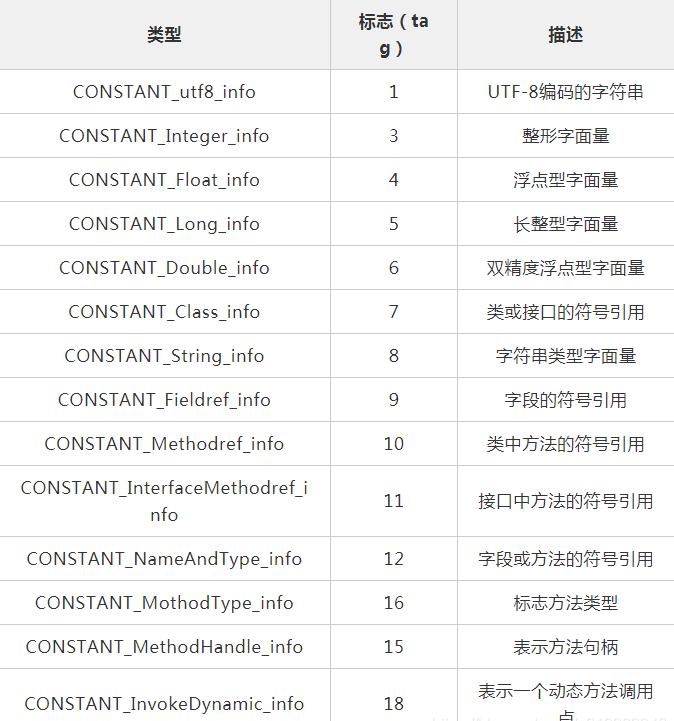 类型 标志（ta
g） 描述
CONSTANT_utf8_info 1 UTF-8编码的字符串
CONSTANT_Integer_info 3 整形字面量
CONSTANT_Float_info 4 浮点型字面量
CONSTANT_Long_info 5 长整型字面量
CONSTANT_Double_info 6 双精度浮点型字面量
CONSTANT_Class_info 7 类或接口的符号引用
CONSTANT_String_info 8 字符串类型字面量
CONSTANT_Fieldref_info 9 字段的符号引用
CONSTANT_Methodref_info 10 类中方法的符号引用
CONSTANT_InterfaceMethodref_i
nfo 11 接口中方法的符号引用
CONSTANT_NameAndType_info 12 字段或方法的符号引用
CONSTANT_MothodType_info 16 标志方法类型
CONSTANT_MethodHandle_info 15 表示方法句柄
CONSTANT_InvokeDynamic_info 18 表示一个动态方法调用
点